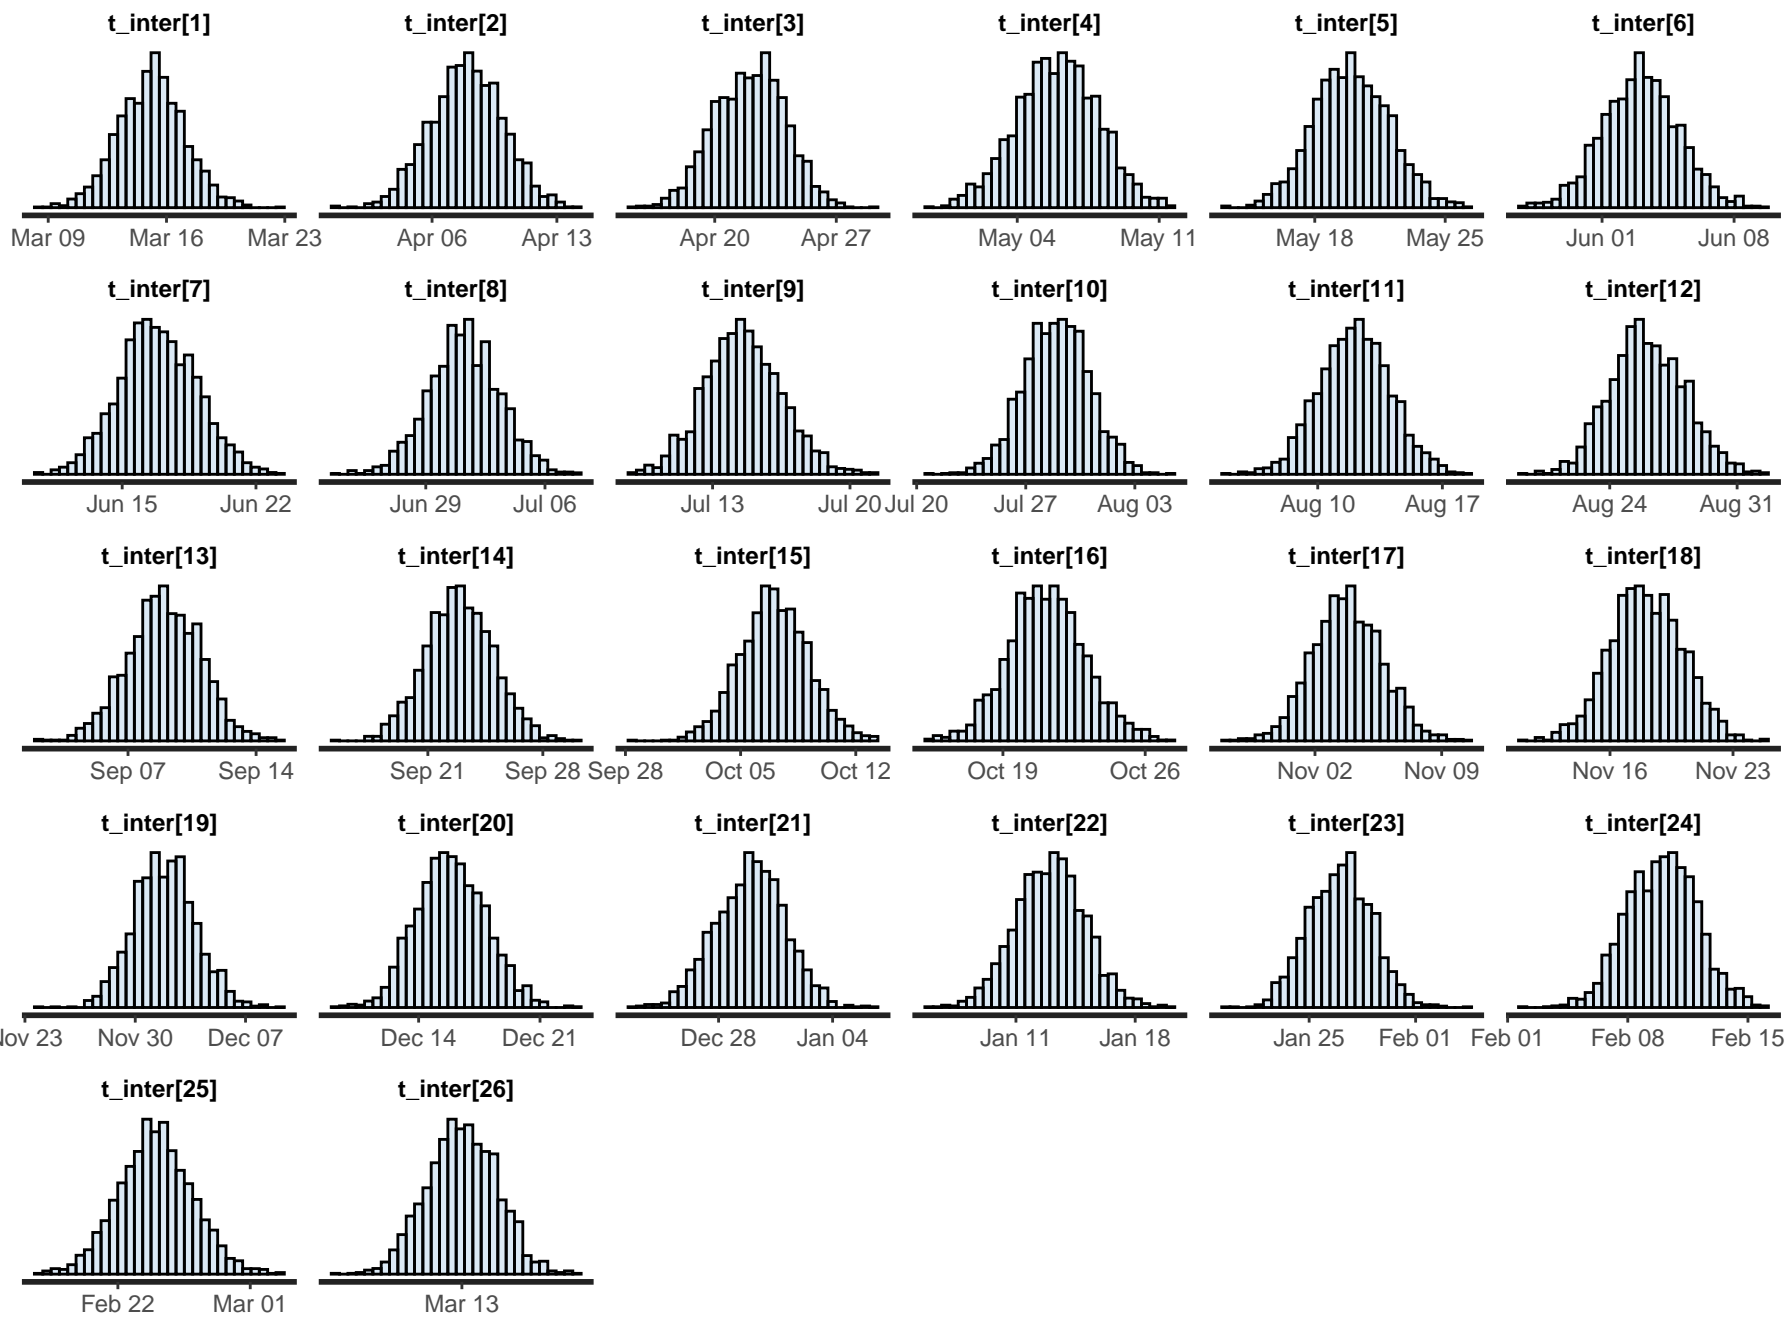 t_inter[1] t_inter[2] t_inter[3] t_inter[4] t_inter[5] t_inter[6]
Mar 09 Mar 16 Mar 23 Apr 06 Apr 13 Apr 20 Apr 27 May 04 May 11 May 18 May 25 Jun 01 Jun 08
t_inter[7] t_inter[8] t_inter[9] t_inter[10] t_inter[11] t_inter[12]
Jun 15 Jun 22 Jun 29 Jul 06 Jul 13 Jul 20 Jul 20 Jul 27 Aug 03 Aug 10 Aug 17 Aug 24 Aug 31
t_inter[13] t_inter[14] t_inter[15] t_inter[16] t_inter[17] t_inter[18]
Sep 07 Sep 14 Sep 21 Sep 28 Sep 28 Oct 05 Oct 12 Oct 19 Oct 26 Nov 02 Nov 09 Nov 16 Nov 23
t_inter[19] t_inter[20] t_inter[21] t_inter[22] t_inter[23] t_inter[24]
Nov 23 Nov 30 Dec 07 Dec 14 Dec 21 Dec 28 Jan 04 Jan 11 Jan 18 Jan 25 Feb 01 Feb 01 Feb 08 Feb 15
t_inter[25] t_inter[26]
Feb 22 Mar 01 Mar 13